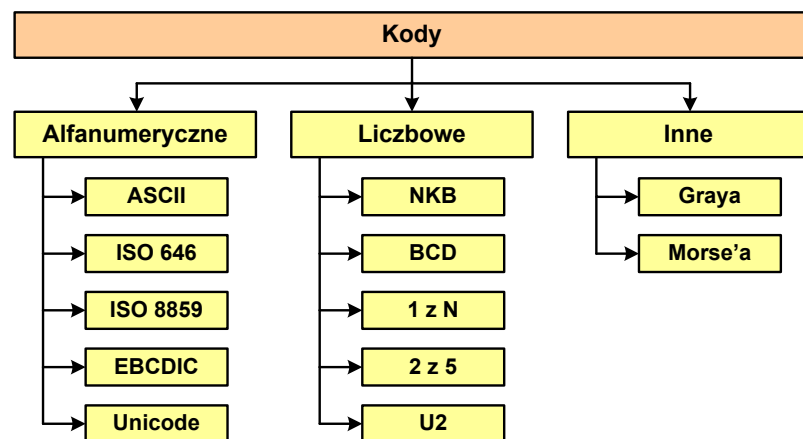 Kody
Alfanumeryczne
ASCII
ISO 646
ISO 8859
EBCDIC
Unicode
Liczbowe
NKB
BCD
1 z N
2 z 5
U2
Inne
Graya
Morse’a